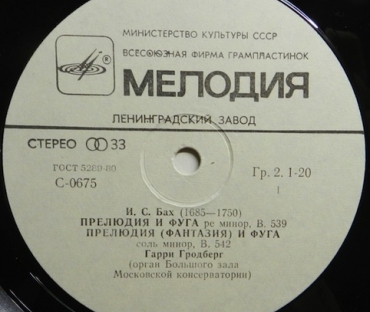 МИНИСТЕРСТВО КУЛЬТУРЫ СССР
ВСЕСОЮЗНАЯ ФИРМА ГРАМПЛАСТИНОК
МЕЛОДИЯ
ЛЕНИНГРАДСКИЙ ЗАВОД
СТЕРЕО 33
ГОСТ 5289-80
С-0675
Гр. 2. 1-20
1
И. С. Бах (1685—1750)
ПРЕЛЮДИЯ И ФУГА ре минор, В. 539
ПРЕЛЮДИЯ (ФАНТАЗИЯ) И ФУГА
соль минор, В. 542
Гарри Гродберг
(орган Большого зала
Московской консерватории)